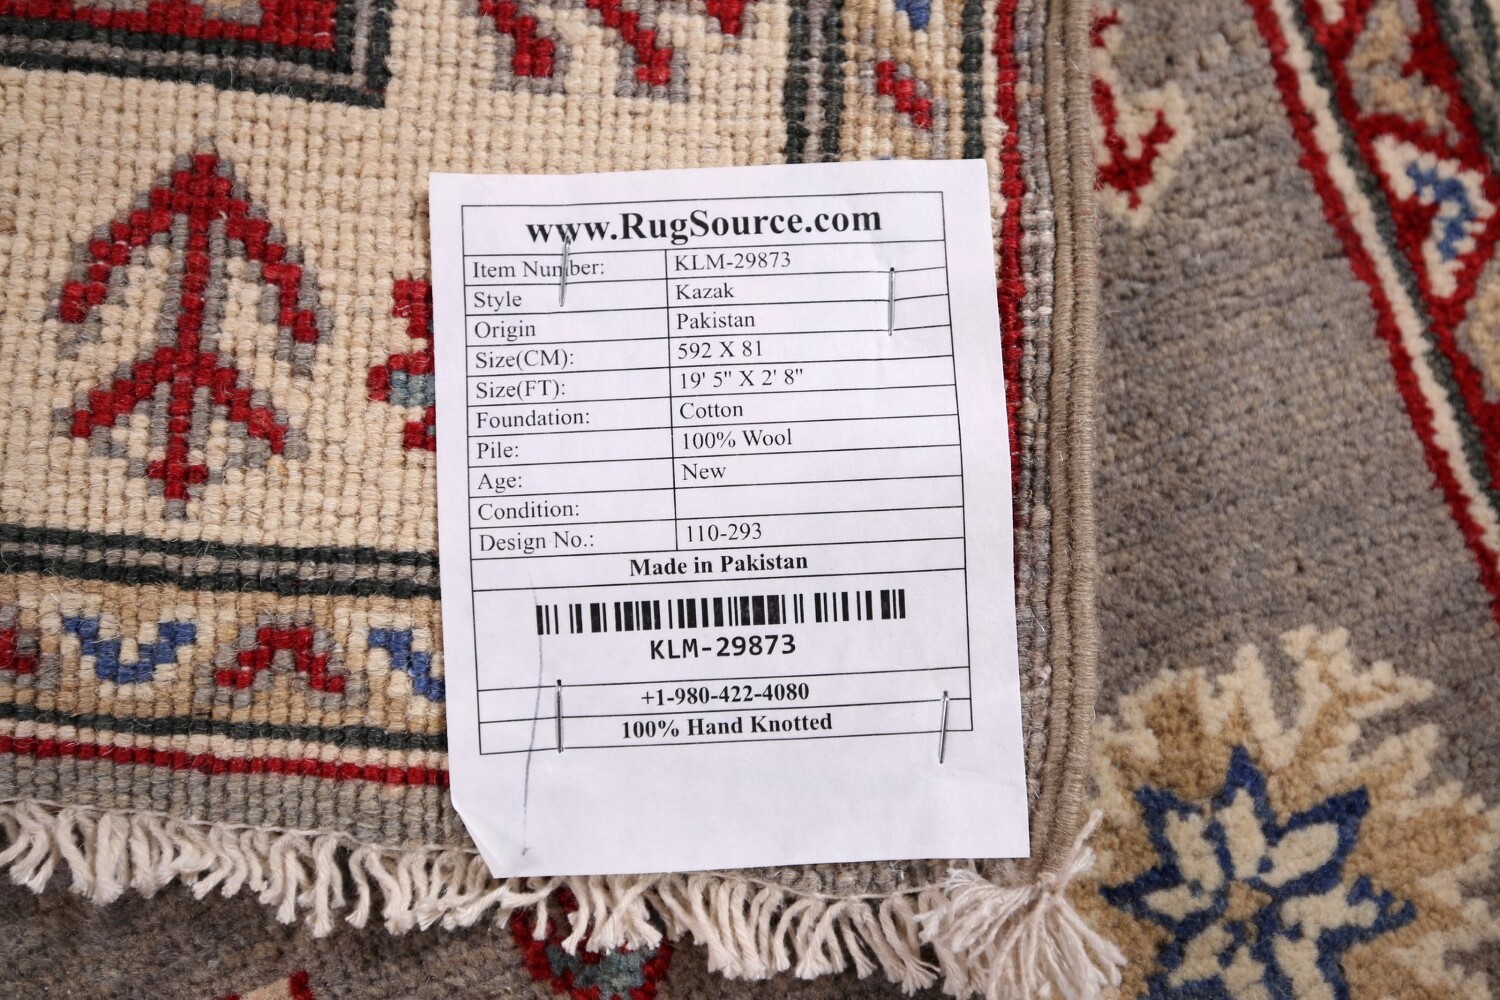 www.RugSource.com
Item Number: KLM-29873
Style Kazak
Origin Pakistan
Size(CM): 592 X 81
Size(FT): 19' 5" X 2' 8"
Foundation: Cotton
Pile: 100% Wool
Age: New
Condition:
Design No.: 110-293
Made in Pakistan
KLM-29873
+1-980-422-4080
100% Hand Knotted